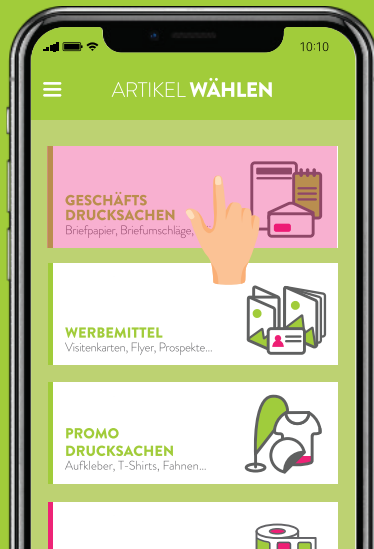 10:10
ARTIKEL WÄHLEN
GESCHÄFTS
DRUCKSACHEN
Briefpapier, Briefumschläge,
WERBEMITTEL
Visitenkarten, Flyer, Prospekte...
PROMO
DRUCKSACHEN
Aufkleber, T-Shirts, Fahnen...